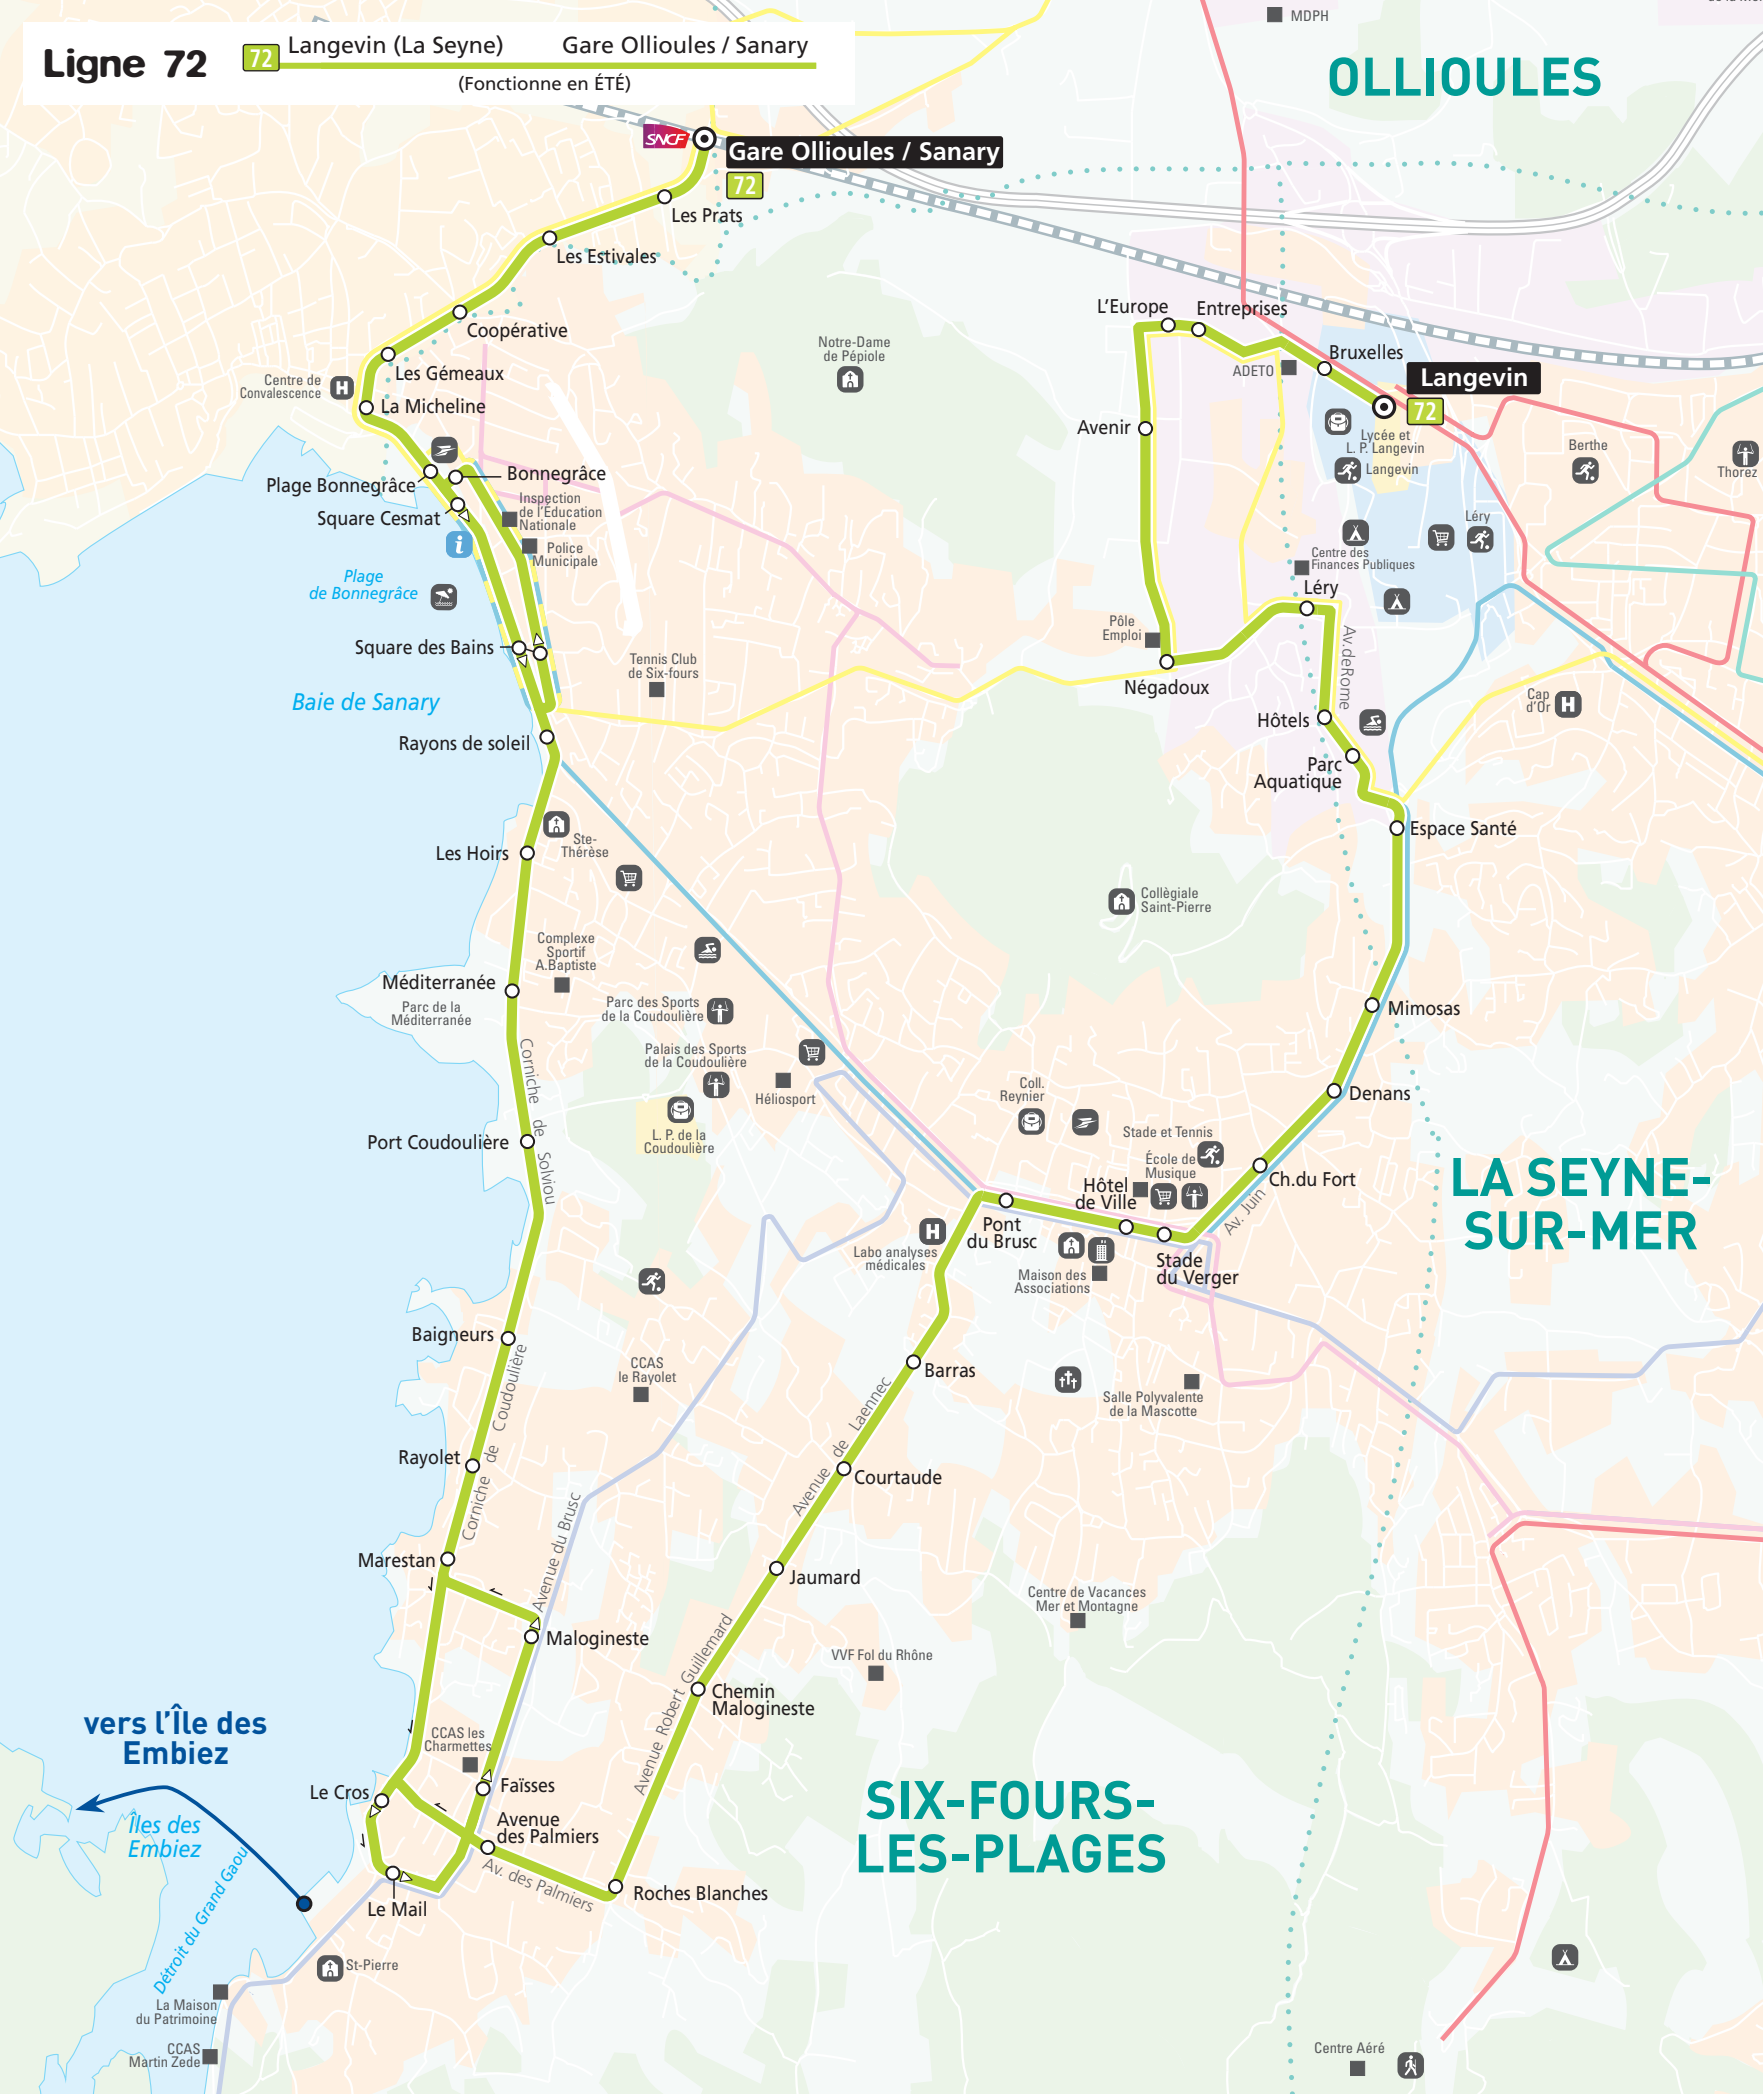 Ligne 72
72
Langevin (La Seyne)
Gare Ollioules / Sanary
(Fonctionne en ÉTÉ)
MDPH
OLLIOULES
SNCF
Gare Ollioules / Sanary
72
Les Prats
Les Estivales
Coopérative
Les Gémeaux
Centre de
Convalescence
H
La Micheline
Plage Bonnegrâce
Bonnegrâce
Square Cesmat
Inspection
de l'Éducation
Nationale
i
Police
Municipale
Plage
de Bonnegrâce
Square des Bains
Tennis Club
de Six-fours
Baie de Sanary
Rayons de soleil
Notre-Dame
de Pépiole
L'Europe
Entreprises
Bruxelles
ADETO
Langevin
72
Avenir
Lycée et
L. P. Langevin
Langevin
Berthe
Thorez
Léry
Centre des
Finances Publiques
Léry
Pôle
Emploi
Av.deRome
Négadoux
Hôtels
Cap
d'Or
H
Parc
Aquatique
Espace Santé
Ste-
Thérèse
Les Hoirs
Collègiale
Saint-Pierre
Complexe
Sportif
A.Baptiste
Méditerranée
Parc de la
Méditerranée
Parc des Sports
de la Coudoulière
Palais des Sports
de la Coudoulière
Héliosport
L. P. de la
Coudoulière
Corniche de Solviou
Port Coudoulière
Mimosas
Denans
Coll.
Reynier
Stade et Tennis
École de
Musique
Hôtel
de Ville
Ch.du Fort
Av. Juin
LA SEYNE-
SUR-MER
Pont
du Brusc
H
Labo analyses
médicales
Maison des
Associations
Stade
du Verger
Baigneurs
CCAS
le Rayolet
Corniche de Coudoulière
Barras
Salle Polyvalente
de la Mascotte
Rayolet
Avenue de Laennec
Courtaude
Avenue du Brusc
Marestan
Jaumard
Centre de Vacances
Mer et Montagne
Malogineste
VVF Fol du Rhône
Avenue Robert Guillemard
Chemin
Malogineste
vers l'Île des
Embiez
CCAS les
Charmettes
Le Cros
Faïsses
Îles des
Embiez
Avenue
des Palmiers
SIX-FOURS-
LES-PLAGES
Av. des Palmiers
Roches Blanches
Le Mail
Détroit du Grand Gaou
St-Pierre
La Maison
du Patrimoine
CCAS
Martin Zede
Centre Aéré